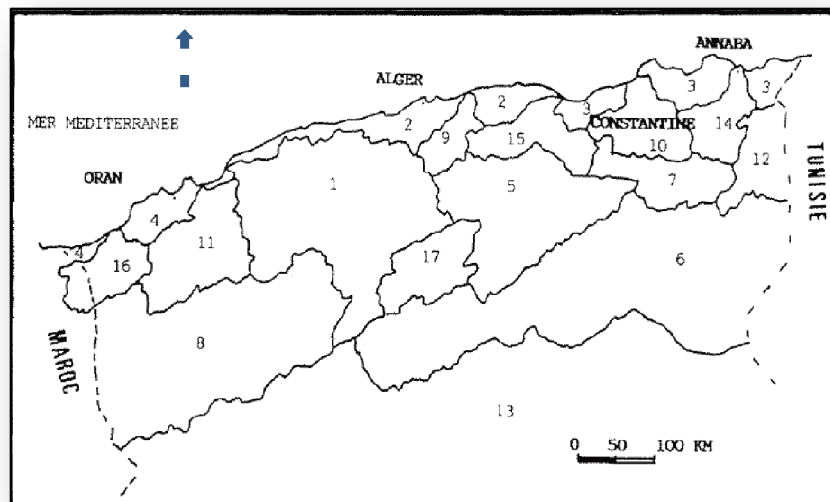 ANNABA
ALGER
3
3
2
3
MER MEDITERRANEE
2
9
CONSTANTINE
14
15
10
12
TUNISIE
ORAN
1
5
7
4
4
11
16
17
6
8
MAROC
13
0 50 100 KM